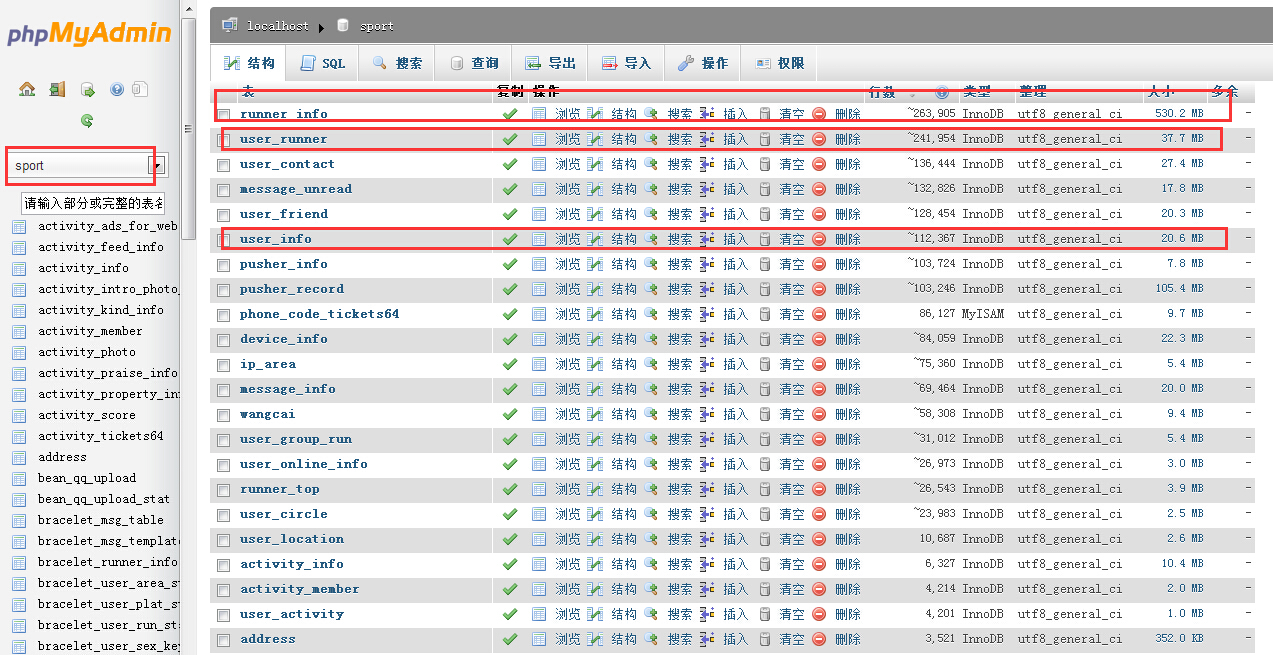 phpMyAdmin
sport
请输入部分或完整的表名
activity_ads_for_web
activity_feed_info
activity_info
activity_intro_photo_
activity_kind_info
activity_member
activity_photo
activity_praise_info
activity_property_in
activity_score
activity_tickets64
address
bean_qq_upload
bean_qq_upload_stat
bracelet_msg_table
bracelet_msg_template
bracelet_runner_info
bracelet_user_area_s
bracelet_user_plat_s
bracelet_user_run_st
bracelet_user_sex_key
localhost ▶ sport
结构 SQL 搜索 查询 导出 导入 操作 权限
表 复制 操作 行数 类型 整理 大小 多余
runner_info 浏览 结构 搜索 插入 清空 删除 ~263,905 InnoDB utf8_general_ci 530.2 MB -
user_runner 浏览 结构 搜索 插入 清空 删除 ~241,954 InnoDB utf8_general_ci 37.7 MB -
user_contact 浏览 结构 搜索 插入 清空 删除 ~136,444 InnoDB utf8_general_ci 27.4 MB -
message_unread 浏览 结构 搜索 插入 清空 删除 ~132,826 InnoDB utf8_general_ci 17.8 MB -
user_friend 浏览 结构 搜索 插入 清空 删除 ~128,454 InnoDB utf8_general_ci 20.3 MB -
user_info 浏览 结构 搜索 插入 清空 删除 ~112,367 InnoDB utf8_general_ci 20.6 MB -
pusher_info 浏览 结构 搜索 插入 清空 删除 ~103,724 InnoDB utf8_general_ci 7.8 MB -
pusher_record 浏览 结构 搜索 插入 清空 删除 ~103,246 InnoDB utf8_general_ci 105.4 MB -
phone_code_tickets64 浏览 结构 搜索 插入 清空 删除 86,127 MyISAM utf8_general_ci 9.7 MB -
device_info 浏览 结构 搜索 插入 清空 删除 ~84,059 InnoDB utf8_general_ci 22.3 MB -
ip_area 浏览 结构 搜索 插入 清空 删除 ~75,360 InnoDB utf8_general_ci 5.4 MB -
message_info 浏览 结构 搜索 插入 清空 删除 ~69,464 InnoDB utf8_general_ci 20.0 MB -
wangcai 浏览 结构 搜索 插入 清空 删除 ~58,308 InnoDB utf8_general_ci 9.4 MB -
user_group_run 浏览 结构 搜索 插入 清空 删除 ~31,012 InnoDB utf8_general_ci 5.4 MB -
user_online_info 浏览 结构 搜索 插入 清空 删除 ~26,973 InnoDB utf8_general_ci 3.0 MB -
runner_top 浏览 结构 搜索 插入 清空 删除 ~26,543 InnoDB utf8_general_ci 3.9 MB -
user_circle 浏览 结构 搜索 插入 清空 删除 ~23,983 InnoDB utf8_general_ci 2.5 MB -
user_location 浏览 结构 搜索 插入 清空 删除 10,687 InnoDB utf8_general_ci 2.6 MB -
activity_info 浏览 结构 搜索 插入 清空 删除 6,327 InnoDB utf8_general_ci 10.4 MB -
activity_member 浏览 结构 搜索 插入 清空 删除 4,214 InnoDB utf8_general_ci 2.0 MB -
user_activity 浏览 结构 搜索 插入 清空 删除 4,201 InnoDB utf8_general_ci 1.0 MB -
address 浏览 结构 搜索 插入 清空 删除 3,521 InnoDB utf8_general_ci 352.0 KB -